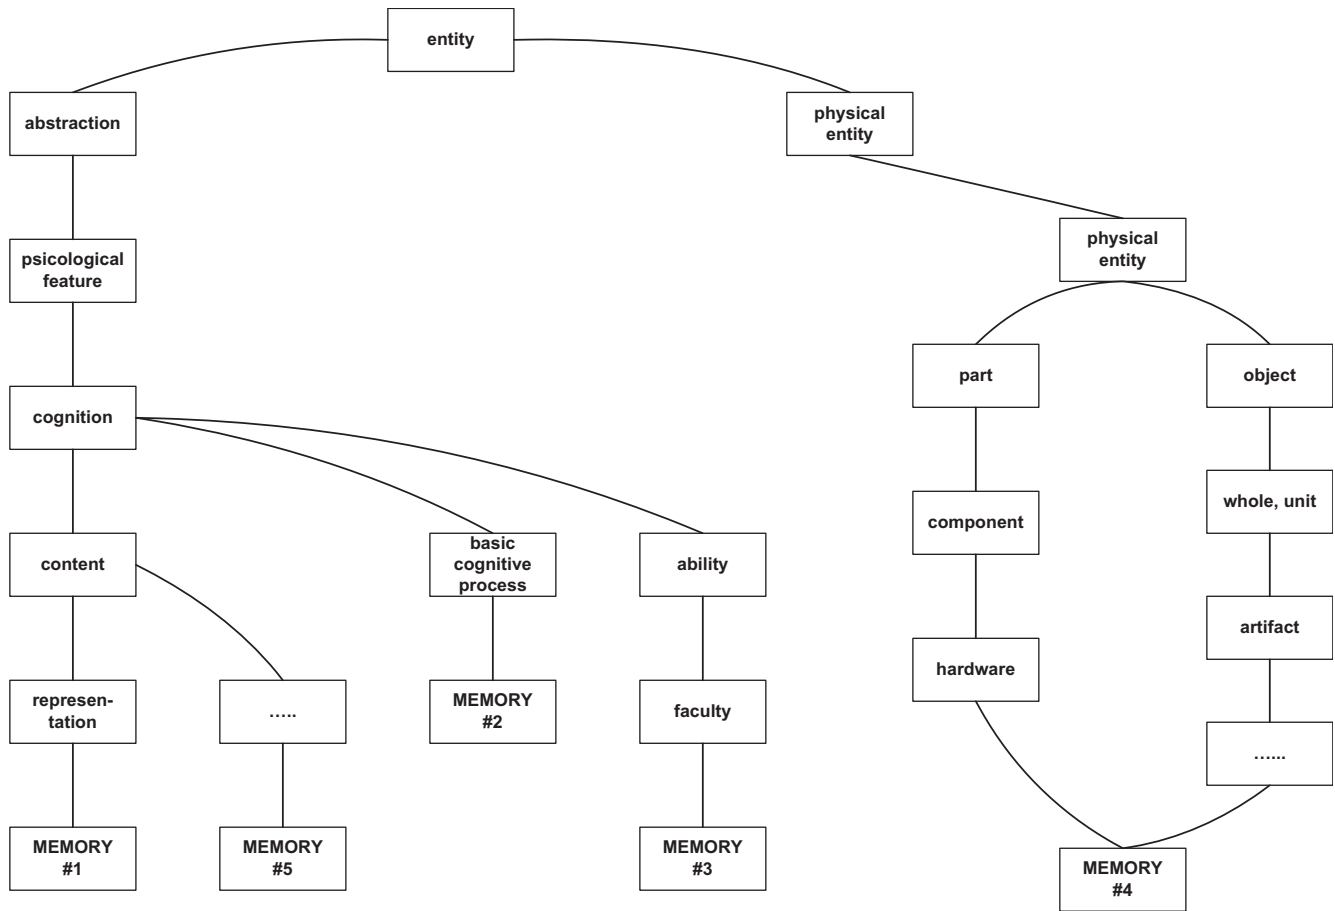 entity
abstraction
physical
entity
psicological
feature
physical
entity
part
object
cognition
component
whole, unit
content
basic
cognitive
process
ability
hardware
artifact
represen-
tation
…..
MEMORY
#2
faculty
…...
MEMORY
#1
MEMORY
#5
MEMORY
#3
MEMORY
#4